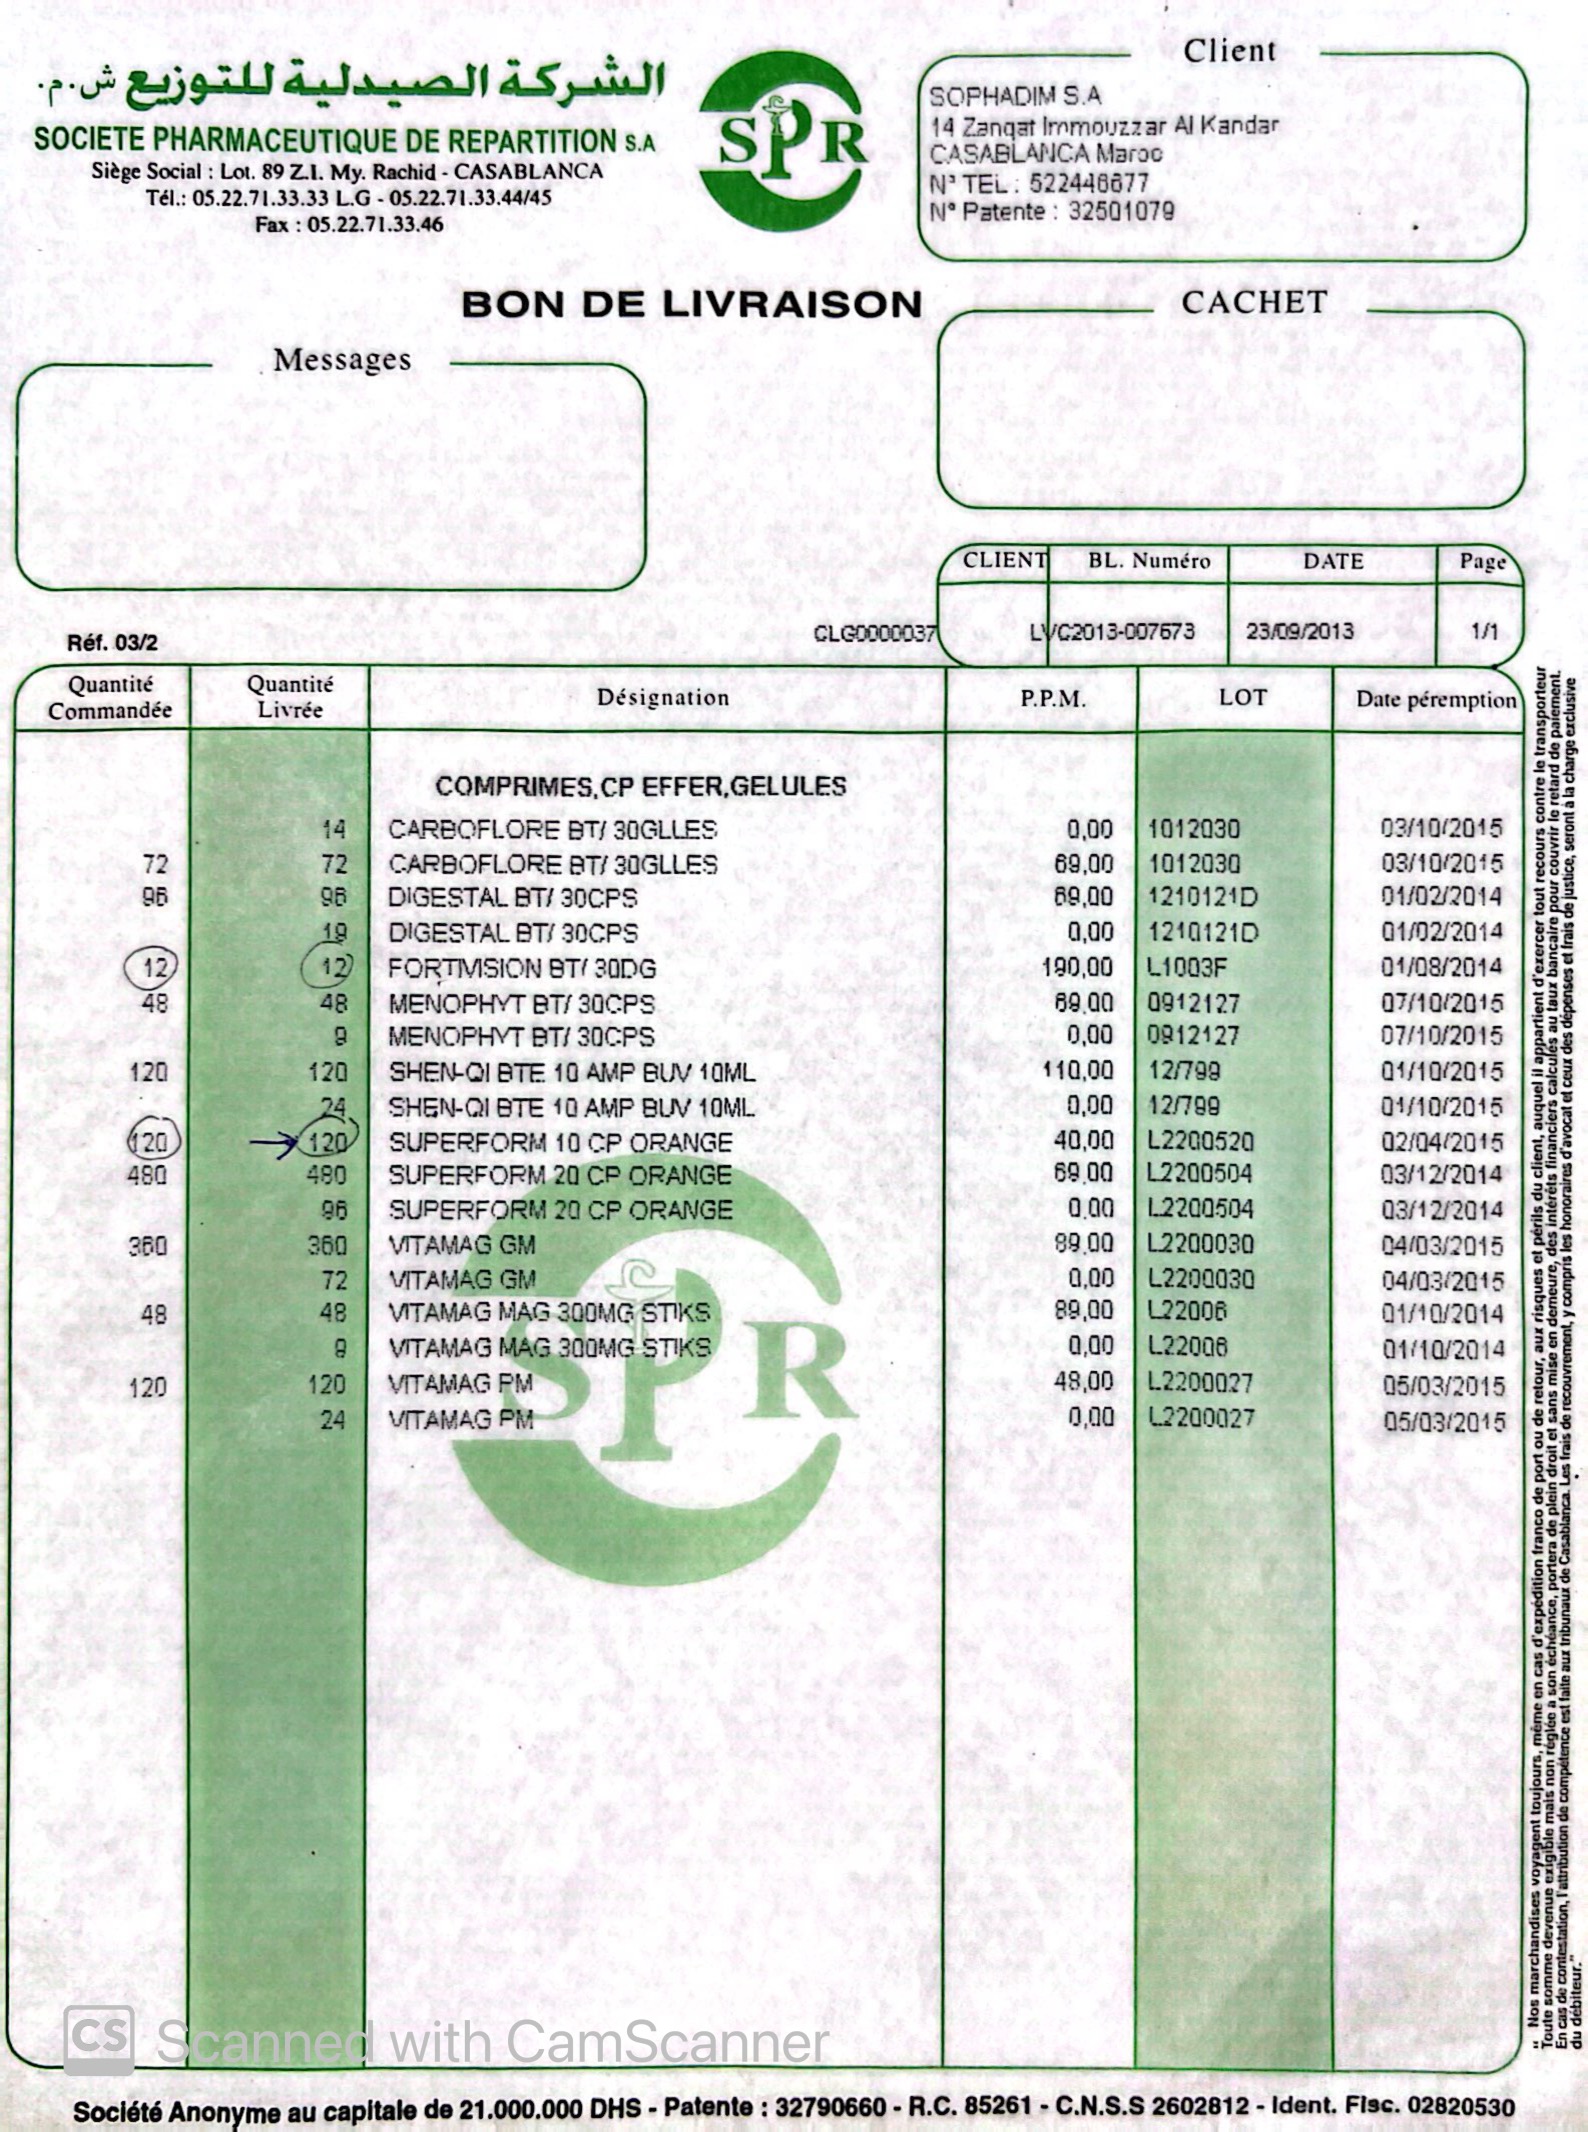 الشركة الصيدلية للتوزيع ش.م.
SOCIETE PHARMACEUTIQUE DE REPARTITION S.A
Siège Social : Lot. 89 Z.I. My. Rachid - CASABLANCA
Tél.: 05.22.71.33.33 L.G - 05.22.71.33.44/45
Fax : 05.22.71.33.46
SPR
Client
SOPHADIM S.A
14 Zanqat Immouzzar Al Kandar
CASABLANCA Maroc
N° TEL : 522446677
N° Patente : 32501079
BON DE LIVRAISON
CACHET
Messages
CLIENT BL. Numéro DATE Page
CLG0000037 LVC2013-007673 23/09/2013 1/1
Réf. 03/2
Quantité Commandée Quantité Livrée Désignation P.P.M. LOT Date péremption
COMPRIMES,CP EFFER,GELULES
14 CARBOFLORE BT/ 30GLLES 0,00 1012030 03/10/2015
72 72 CARBOFLORE BT/ 30GLLES 69,00 1012030 03/10/2015
96 96 DIGESTAL BT/ 30CPS 69,00 1210121D 01/02/2014
19 DIGESTAL BT/ 30CPS 0,00 1210121D 01/02/2014
12 12 FORTIVISION BT/ 30DG 190,00 L1003F 01/08/2014
48 48 MENOPHYT BT/ 30CPS 69,00 0912127 07/10/2015
9 MENOPHYT BT/ 30CPS 0,00 0912127 07/10/2015
120 120 SHEN-QI BTE 10 AMP BUV 10ML 110,00 12/799 01/10/2015
24 SHEN-QI BTE 10 AMP BUV 10ML 0,00 12/799 01/10/2015
120 → 120 SUPERFORM 10 CP ORANGE 40,00 L2200520 02/04/2015
480 480 SUPERFORM 20 CP ORANGE 69,00 L2200504 03/12/2014
96 SUPERFORM 20 CP ORANGE 0,00 L2200504 03/12/2014
360 360 VITAMAG GM 89,00 L2200030 04/03/2015
72 VITAMAG GM 0,00 L2200030 04/03/2015
48 48 VITAMAG MAG 300MG STIKS 89,00 L22006 01/10/2014
9 VITAMAG MAG 300MG STIKS 0,00 L22006 01/10/2014
120 120 VITAMAG PM 48,00 L2200027 05/03/2015
24 VITAMAG PM 0,00 L2200027 05/03/2015
SPR
" Nos marchandises voyagent toujours, même en cas d'expédition franco de port ou de retour, aux risques et périls du client, auquel il appartient d'exercer tout recours contre le transporteur
Toute somme devenue exigible mais non réglée a son échéance, portera de plein droit et sans mise en demeure, des intérêts financiers calculés au taux bancaire pour couvrir le retard de paiement.
En cas de contestation, l'attribution de compétence est faite aux tribunaux de Casablanca. Les frais de recouvrement, y compris les honoraires d'avocat et ceux des dépenses et frais de justice, seront à la charge exclusive
du débiteur."
CS Scanned with CamScanner
Société Anonyme au capitale de 21.000.000 DHS - Patente : 32790660 - R.C. 85261 - C.N.S.S 2602812 - Ident. Fisc. 02820530